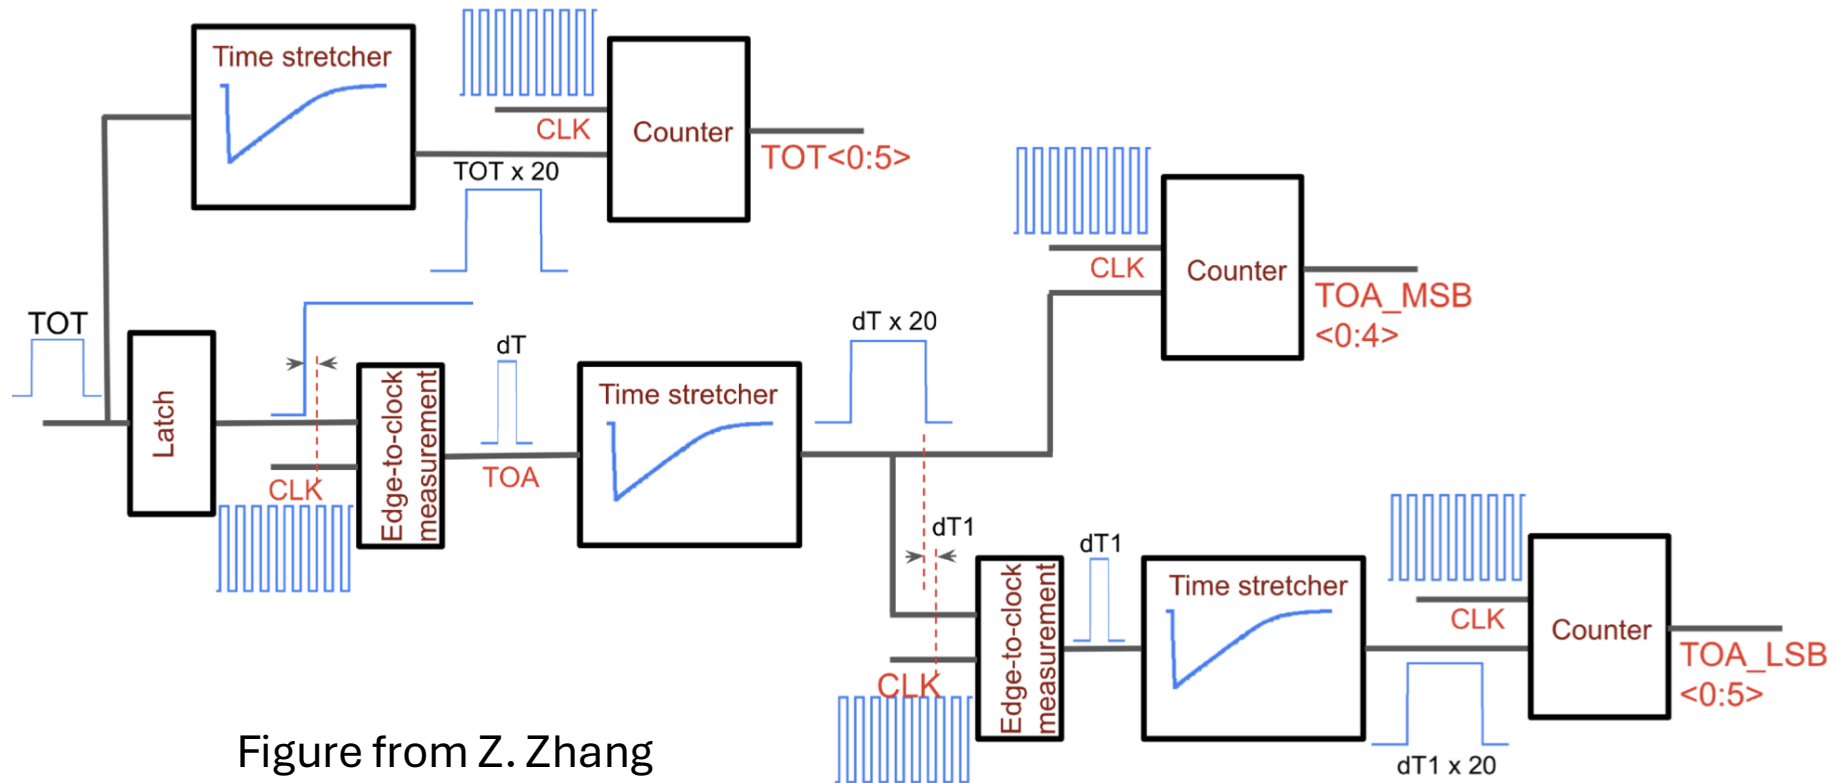 Time stretcher
CLK
Counter
TOT x 20
TOT<0:5>
TOT
Latch
CLK
Edge-to-clock
measurement
dT
TOA
Time stretcher
dT x 20
CLK
Counter
TOA_MSB
<0:4>
dT1
CLK
Edge-to-clock
measurement
dT1
Time stretcher
CLK
Counter
TOA_LSB
<0:5>
dT1 x 20
Figure from Z. Zhang